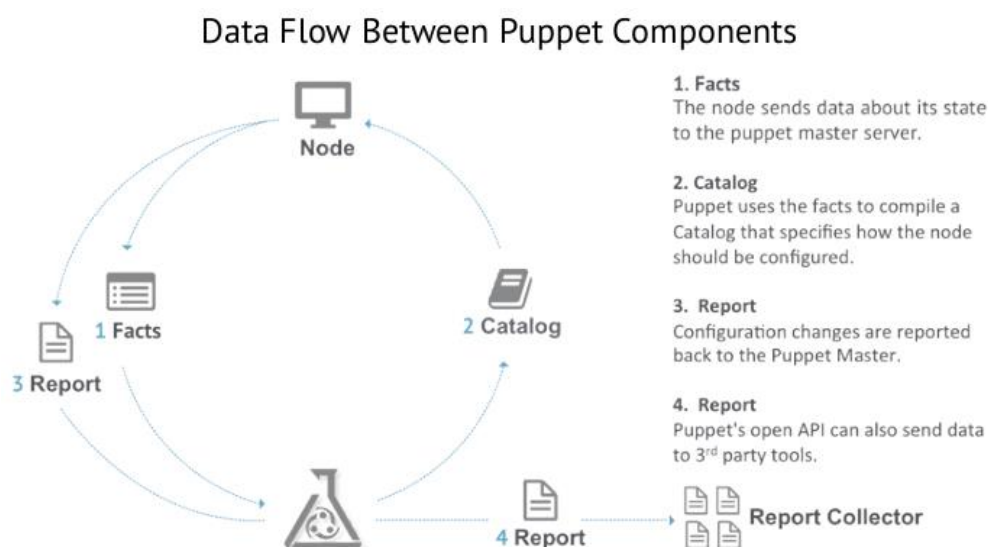 Data Flow Between Puppet Components
Node
1 Facts
3 Report
2 Catalog
4 Report
Report Collector
1. Facts
The node sends data about its state
to the puppet master server.
2. Catalog
Puppet uses the facts to compile a
Catalog that specifies how the node
should be configured.
3. Report
Configuration changes are reported
back to the Puppet Master.
4. Report
Puppet's open API can also send data
to 3rd party tools.